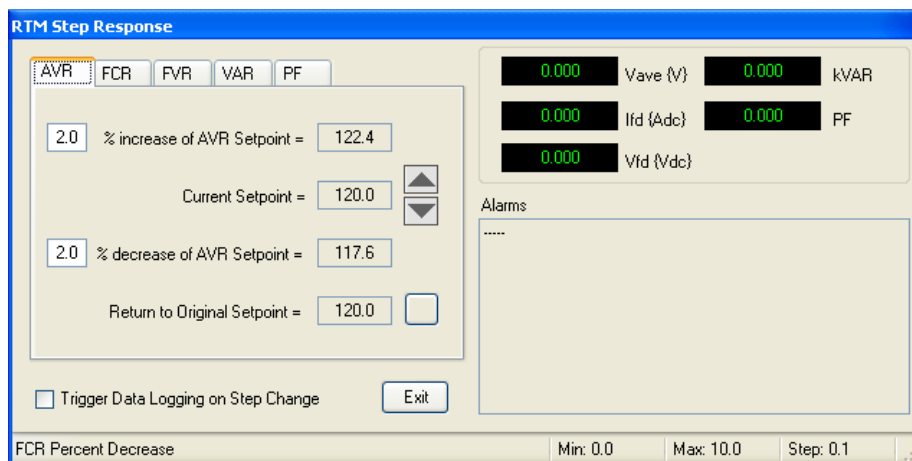 RTM Step Response
AVR FCR FVR VAR PF
2.0 % increase of AVR Setpoint = 122.4
Current Setpoint = 120.0
2.0 % decrease of AVR Setpoint = 117.6
Return to Original Setpoint = 120.0
Trigger Data Logging on Step Change Exit
0.000 Vave {V} 0.000 kVAR
0.000 Ifd {Adc} 0.000 PF
0.000 Vfd {Vdc}
Alarms
-----
FCR Percent Decrease Min: 0.0 Max: 10.0 Step: 0.1